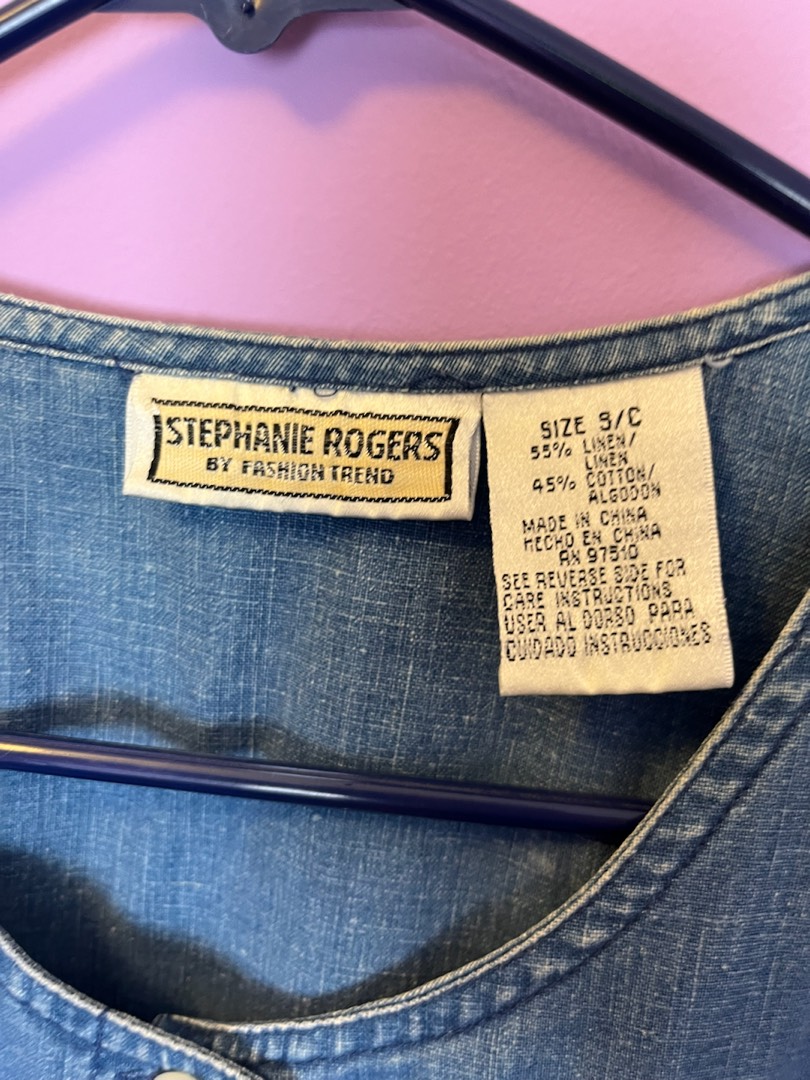 STEPHANIE ROGERS
BY FASHION TREND
SIZE S/C
55% LINEN/
LINEN
45% COTTON/
ALGODON
MADE IN CHINA
HECHO EN CHINA
RN 97510
SEE REVERSE SIDE FOR
CARE INSTRUCTIONS
USER AL DORSO PARA
CUIDADO INSTRUCCIONES